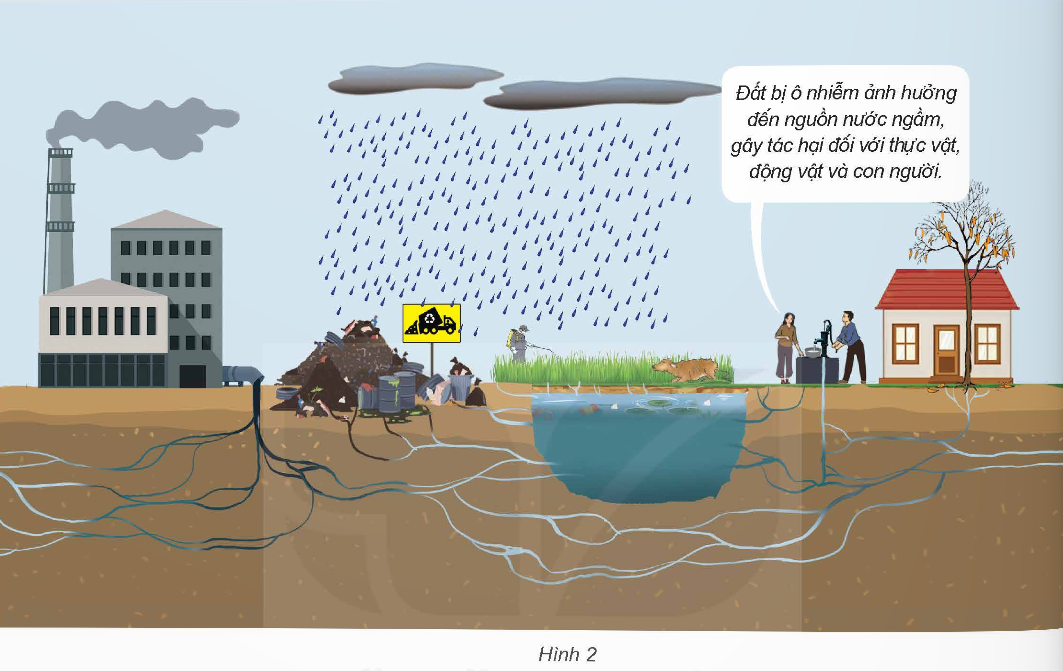 Đất bị ô nhiễm ảnh hưởng
đến nguồn nước ngầm,
gây tác hại đối với thực vật,
động vật và con người.
Hình 2